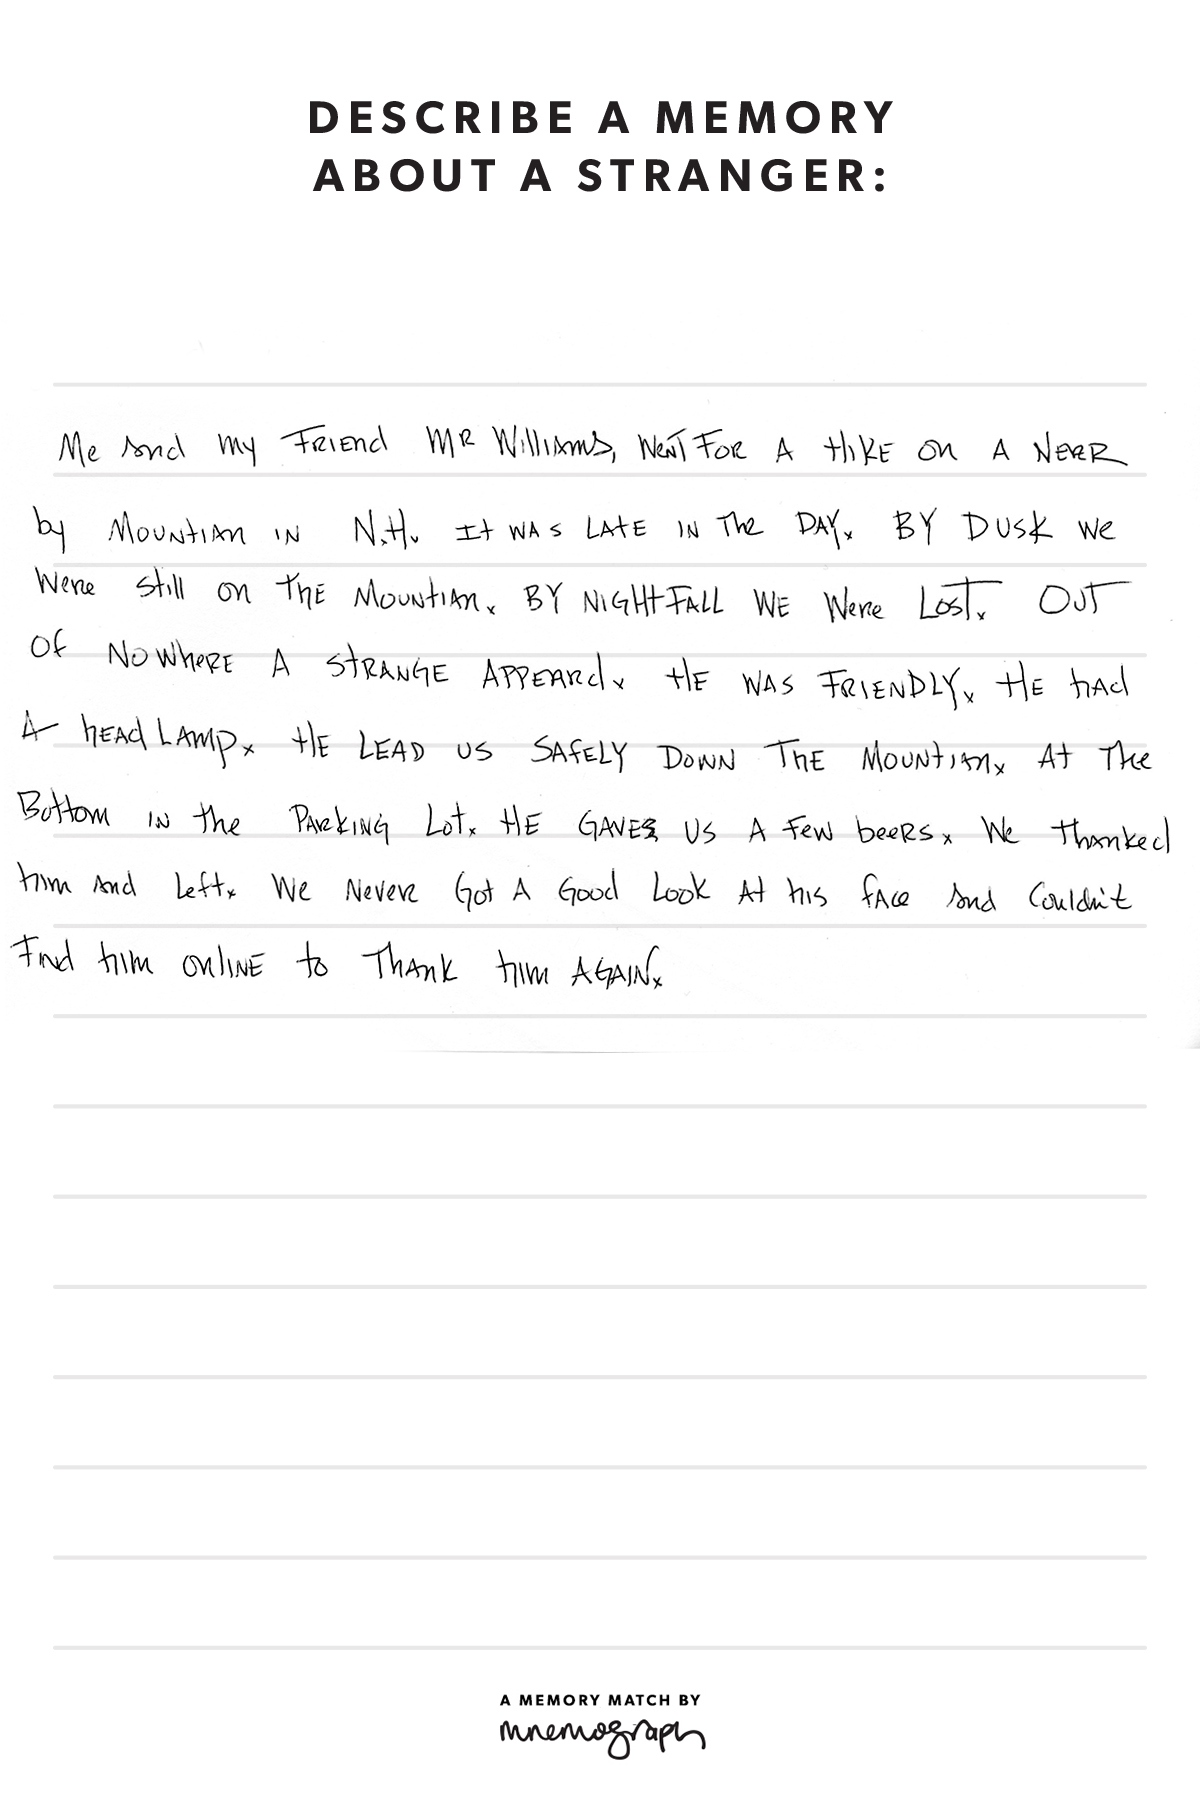 DESCRIBE A MEMORY
ABOUT A STRANGER:
Me and my FRIEnd MR WIllIAMS, WENT FOR A HIKE on A NEAR
by MOUNtIAn IN N.H. It WAS LATE IN The DAY. BY DUSK we
Were still on THE MOUNtIAn. BY NIGHtFALL WE Were LOST. OUT
Of NOWHERE A StRANGE APPEARd. HE WAS FRIENDLY. HE HAd
A hEAd LAMP. HE LEAD US SAfELY DOWN THE MOUNtIAn. At The
Bottom IN the PARKING Lot. HE GAVE US A FEW beeRS. We thanked
him And Left. We Never Got A Good Look At his fAce And Couldn't
Find him onlINE to THAnk him AGAIN.
A MEMORY MATCH BY
mnemograph